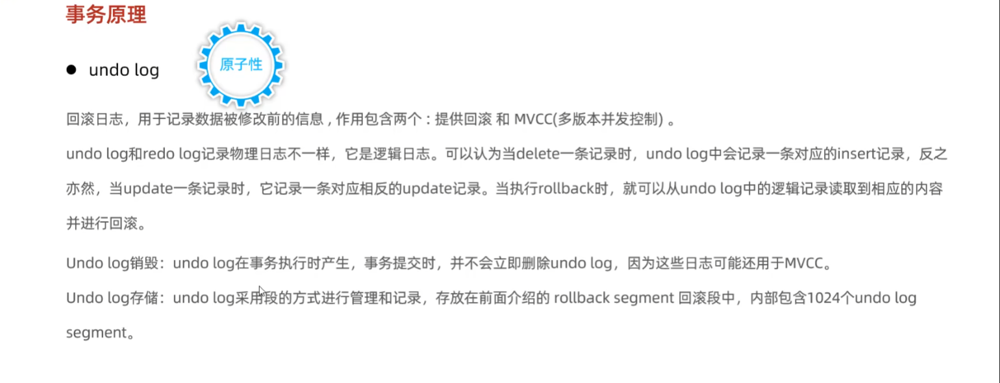 事务原理
原子性
● undo log
回滚日志，用于记录数据被修改前的信息 , 作用包含两个 : 提供回滚 和 MVCC(多版本并发控制) 。
undo log和redo log记录物理日志不一样，它是逻辑日志。可以认为当delete一条记录时，undo log中会记录一条对应的insert记录，反之
亦然，当update一条记录时，它记录一条对应相反的update记录。当执行rollback时，就可以从undo log中的逻辑记录读取到相应的内容
并进行回滚。
Undo log销毁：undo log在事务执行时产生，事务提交时，并不会立即删除undo log，因为这些日志可能还用于MVCC。
Undo log存储：undo log采用段的方式进行管理和记录，存放在前面介绍的 rollback segment 回滚段中，内部包含1024个undo log
segment。